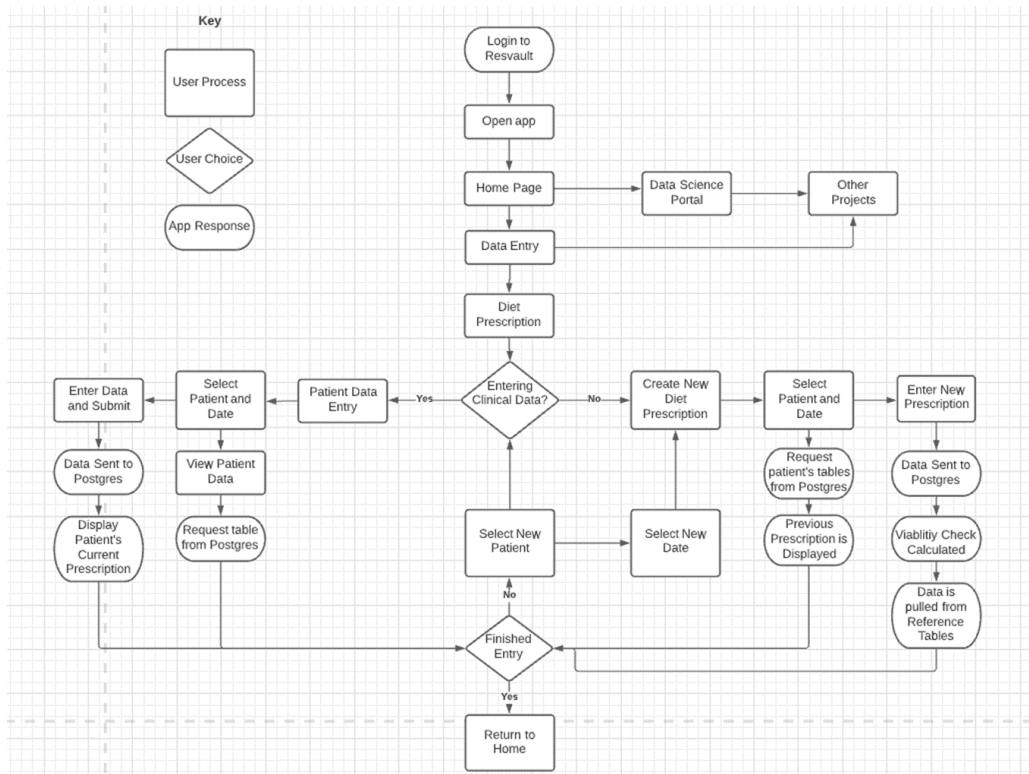 Key
User Process
User Choice
App Response
Login to
Resvault
Open app
Home Page
Data Science
Portal
Other
Projects
Data Entry
Diet
Prescription
Entering
Clinical Data?
Yes
No
Patient Data
Entry
Select
Patient and
Date
Enter Data
and Submit
Data Sent to
Postgres
Display
Patient's
Current
Prescription
View Patient
Data
Request table
from Postgres
Create New
Diet
Prescription
Select
Patient and
Date
Enter New
Prescription
Request
patient's tables
from Postgres
Previous
Prescription is
Displayed
Data Sent to
Postgres
Viablitiy Check
Calculated
Data is
pulled from
Reference
Tables
Select New
Patient
Select New
Date
No
Finished
Entry
Yes
Return to
Home